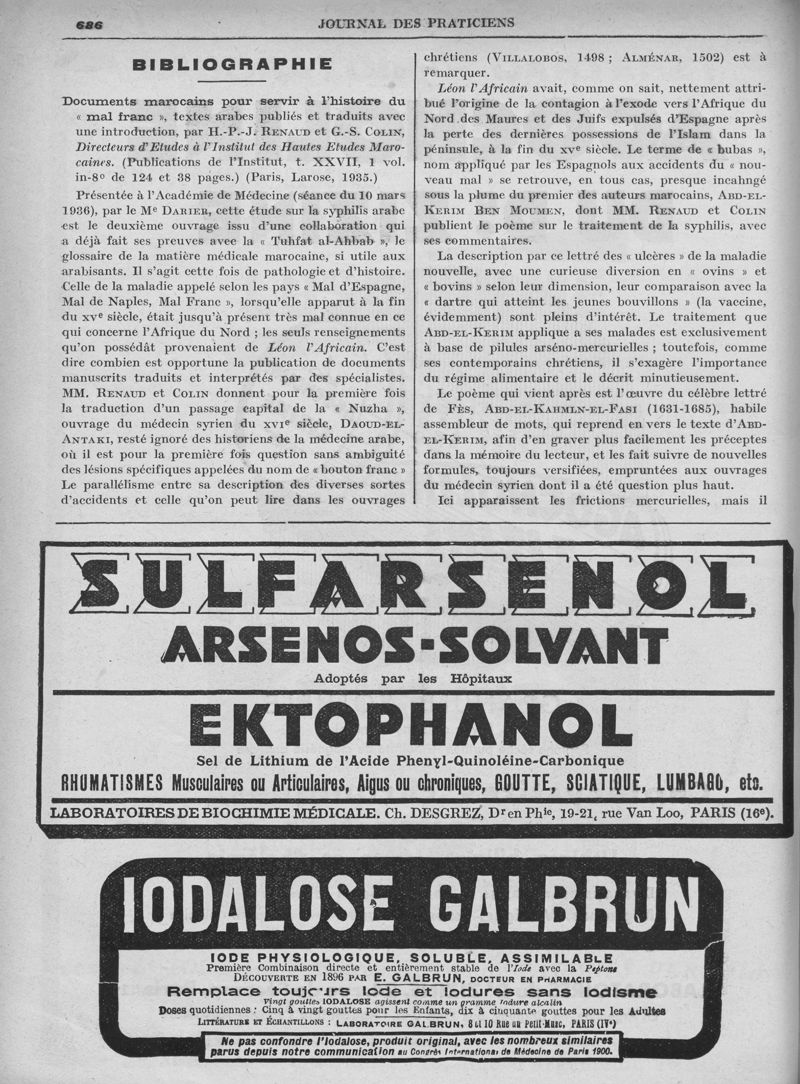 686
JOURNAL DES PRATICIENS
BIBLIOGRAPHIE
Documents marocains pour servir à l'histoire du
« mal franc », textes arabes publiés et traduits avec
une introduction, par H.-P.-J. RENAUD et G.-S. COLIN,
Directeurs d'Etudes à l'Institut des Hautes Etudes Maro-
caines. (Publications de l'Institut, t. XXVII, 1 vol.
in-8º de 124 et 38 pages.) (Paris, Larose, 1935.)
Présentée à l'Académie de Médecine (séance du 10 mars
1936), par le Mᵉ DARIER, cette étude sur la syphilis arabe
est le deuxième ouvrage issu d'une collaboration qui
a déjà fait ses preuves avec la « Tuhfat al-Ahbab », le
glossaire de la matière médicale marocaine, si utile aux
arabisants. Il s'agit cette fois de pathologie et d'histoire.
Celle de la maladie appelé selon les pays « Mal d'Espagne,
Mal de Naples, Mal Franc », lorsqu'elle apparut à la fin
du XVᵉ siècle, était jusqu'à présent très mal connue en ce
qui concerne l'Afrique du Nord ; les seuls renseignements
qu'on possédât provenaient de Léon l'Africain. C'est
dire combien est opportune la publication de documents
manuscrits traduits et interprétés par des spécialistes.
MM. RENAUD et COLIN donnent pour la première fois
la traduction d'un passage capital de la « Nuzha »,
ouvrage du médecin syrien du XVIᵉ siècle, DAOUD-EL-
ANTAKI, resté ignoré des historiens de la médecine arabe,
où il est pour la première fois question sans ambiguité
des lésions spécifiques appelées du nom de « bouton franc »
Le parallélisme entre sa description des diverses sortes
d'accidents et celle qu'on peut lire dans les ouvrages
chrétiens (VILLALOBOS, 1498 ; ALMÉNAR, 1502) est à
remarquer.
Léon l'Africain avait, comme on sait, nettement attri-
bué l'origine de la contagion à l'exode vers l'Afrique du
Nord des Maures et des Juifs expulsés d'Espagne après
la perte des dernières possessions de l'Islam dans la
péninsule, à la fin du XVᵉ siècle. Le terme de « bubas »,
nom appliqué par les Espagnols aux accidents du « nou-
veau mal » se retrouve, en tous cas, presque incahngé
sous la plume du premier des auteurs marocains, ABD-EL-
KERIM BEN MOUMEN, dont MM. RENAUD et COLIN
publient le poème sur le traitement de la syphilis, avec
ses commentaires.
La description par ce lettré des « ulcères » de la maladie
nouvelle, avec une curieuse diversion en « ovins » et
« bovins » selon leur dimension, leur comparaison avec la
« dartre qui atteint les jeunes bouvillons » (la vaccine,
évidemment) sont pleins d'intérêt. Le traitement que
ABD-EL-KERIM applique a ses malades est exclusivement
à base de pilules arséno-mercurielles ; toutefois, comme
ses contemporains chrétiens, il s'exagère l'importance
du régime alimentaire et le décrit minutieusement.
Le poème qui vient après est l'œuvre du célèbre lettré
de Fès, ABD-EL-KAHMLN-EL-FASI (1631-1685), habile
assembleur de mots, qui reprend en vers le texte d'ABD-
EL-KERIM, afin d'en graver plus facilement les préceptes
dans la mémoire du lecteur, et les fait suivre de nouvelles
formules, toujours versifiées, empruntées aux ouvrages
du médecin syrien dont il a été question plus haut.
Ici apparaissent les frictions mercurielles, mais il
SULFARSENOL
ARSENOS-SOLVANT
Adoptés par les Hôpitaux
EKTOPHANOL
Sel de Lithium de l'Acide Phenyl-Quinoléine-Carbonique
RHUMATISMES Musculaires ou Articulaires, Aigus ou chroniques, GOUTTE, SCIATIQUE, LUMBAGO, etc.
LABORATOIRES DE BIOCHIMIE MÉDICALE. Ch. DESGREZ, Dʳ en Phⁱᵉ, 19-21, rue Van Loo, PARIS (16ᵉ).
IODALOSE GALBRUN
IODE PHYSIOLOGIQUE, SOLUBLE, ASSIMILABLE
Première Combinaison directe et entièrement stable de l'Iode avec la Peptone
DÉCOUVERTE EN 1896 PAR E. GALBRUN, DOCTEUR EN PHARMACIE
Remplace toujours Iode et Iodures sans Iodisme
Vingt gouttes IODALOSE agissent comme un gramme Iodure alcalin
Doses quotidiennes : Cinq à vingt gouttes pour les Enfants, dix à cinquante gouttes pour les Adultes
LITTÉRATURE ET ÉCHANTILLONS : LABORATOIRE GALBRUN, 8 et 10 Rue du Petit-Musc, PARIS (IVᵉ)
Ne pas confondre l'Iodalose, produit original, avec les nombreux similaires
parus depuis notre communication au Congrès International de Médecine de Paris 1900.